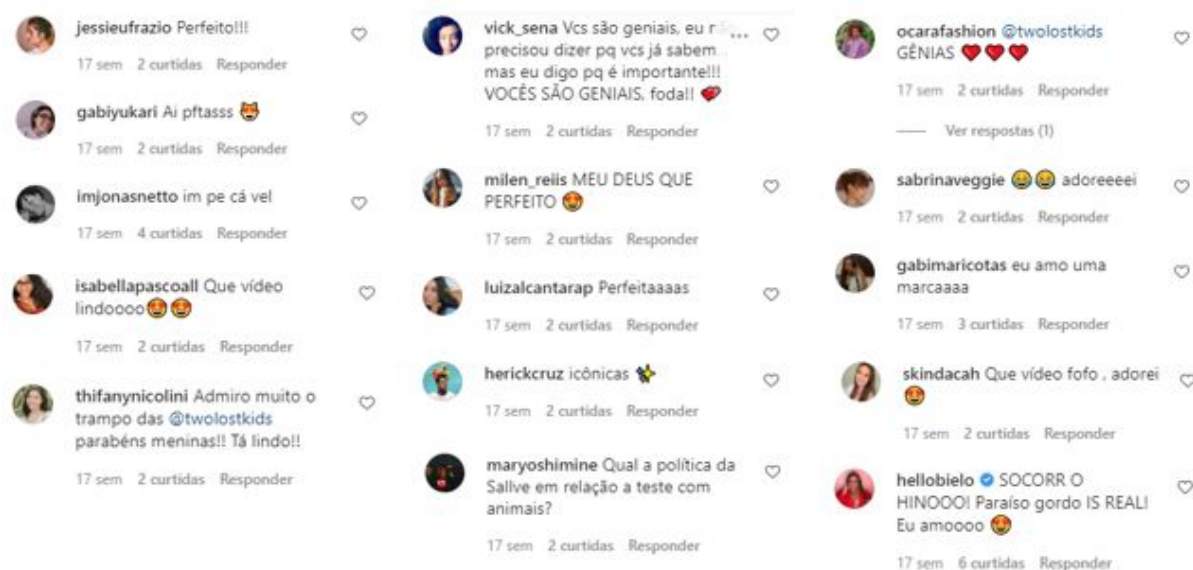 jessieufrazio Perfeito!!!
17 sem 2 curtidas Responder
gabiyukari Ai pftasss 😻
17 sem 2 curtidas Responder
imjonasnetto im pe cá vel
17 sem 4 curtidas Responder
isabellapascoall Que vídeo
lindoooo🤩🤩
17 sem 2 curtidas Responder
thifanynicolini Admiro muito o
trampo das @twolostkids
parabéns meninas!! Tá lindo!!
17 sem 2 curtidas Responder
vick_sena Vcs são geniais, eu n ...
precisou dizer pq vcs já sabem...
mas eu digo pq é importante!!!
VOCÊS SÃO GENIAIS, foda!! 💕
17 sem 2 curtidas Responder
milen_reiis MEU DEUS QUE
PERFEITO 🤩
17 sem 2 curtidas Responder
luizalcantarap Perfeitaaaas
17 sem 2 curtidas Responder
herickcruz icônicas ✨
17 sem 2 curtidas Responder
maryoshimine Qual a política da
Sallve em relação a teste com
animais?
17 sem 2 curtidas Responder
ocarafashion @twolostkids
GÊNIAS ❤️❤️❤️
17 sem 2 curtidas Responder
Ver respostas (1)
sabrinaveggie 😂😂 adoreeeei
17 sem 2 curtidas Responder
gabimaricotas eu amo uma
marcaaaa
17 sem 3 curtidas Responder
skindacah Que vídeo fofo , adorei
🤩
17 sem 2 curtidas Responder
hellobielo SOCORR O
HINOOO! Paraíso gordo IS REAL!
Eu amoooo 🤩
17 sem 6 curtidas Responder